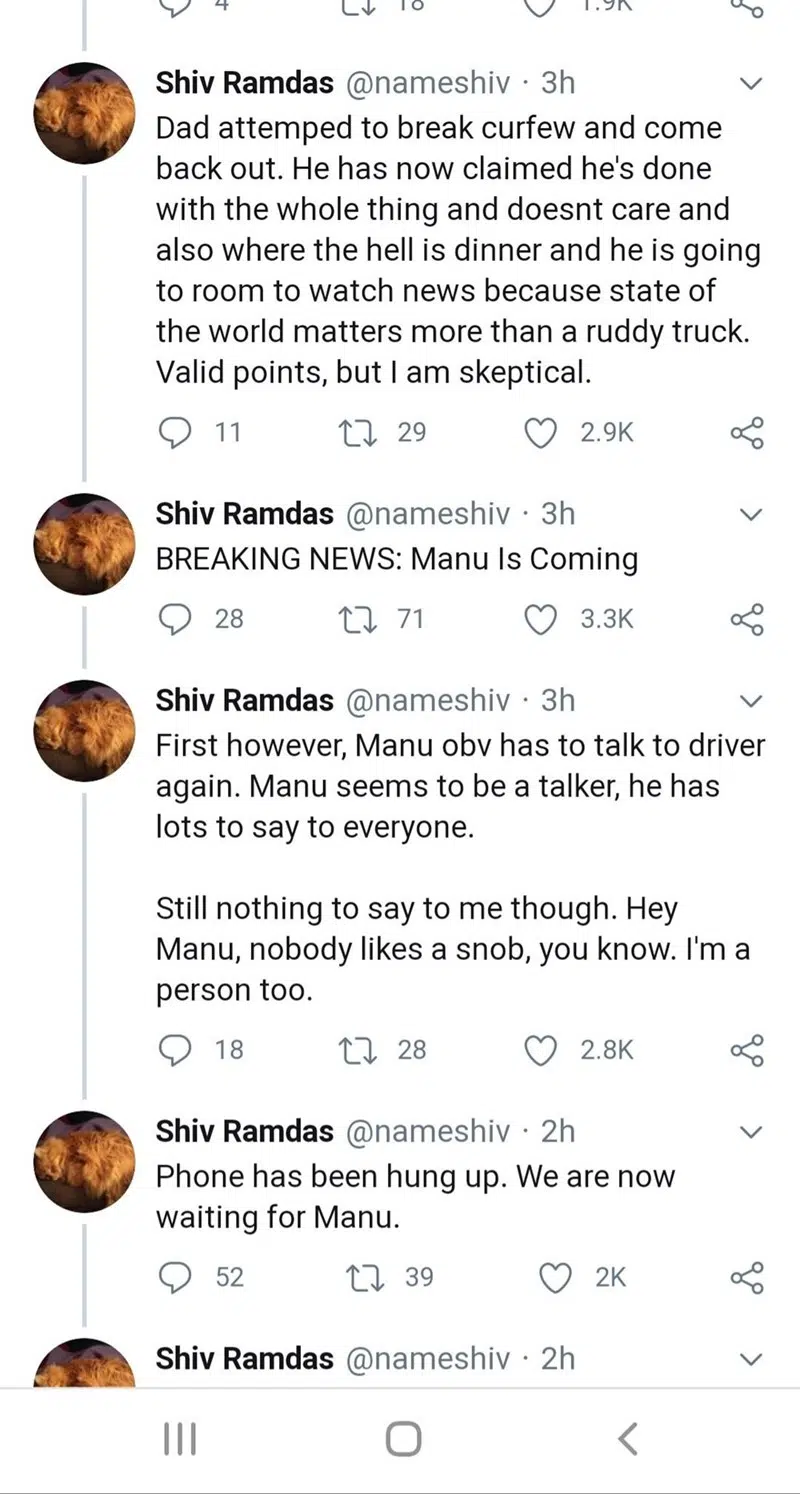 4 18 1.9K
Shiv Ramdas @nameshiv · 3h
Dad attemped to break curfew and come
back out. He has now claimed he's done
with the whole thing and doesnt care and
also where the hell is dinner and he is going
to room to watch news because state of
the world matters more than a ruddy truck.
Valid points, but I am skeptical.
11 29 2.9K
Shiv Ramdas @nameshiv · 3h
BREAKING NEWS: Manu Is Coming
28 71 3.3K
Shiv Ramdas @nameshiv · 3h
First however, Manu obv has to talk to driver
again. Manu seems to be a talker, he has
lots to say to everyone.
Still nothing to say to me though. Hey
Manu, nobody likes a snob, you know. I'm a
person too.
18 28 2.8K
Shiv Ramdas @nameshiv · 2h
Phone has been hung up. We are now
waiting for Manu.
52 39 2K
Shiv Ramdas @nameshiv · 2h